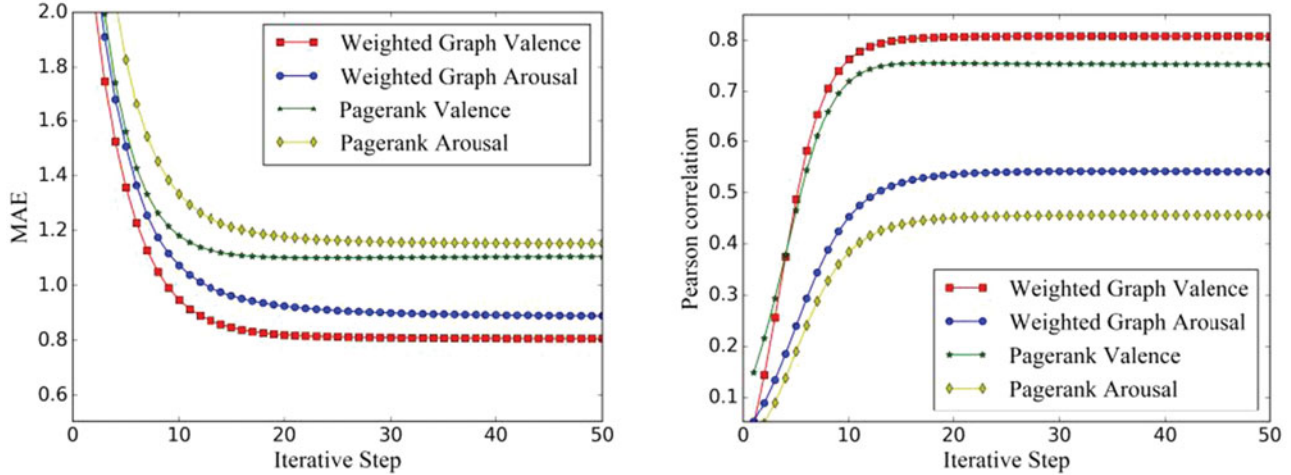 2.0
1.8
1.6
1.4
1.2
1.0
0.8
0.6
MAE
0
10
20
30
40
50
Iterative Step
Weighted Graph Valence
Weighted Graph Arousal
Pagerank Valence
Pagerank Arousal
0.8
0.7
0.6
0.5
0.4
0.3
0.2
0.1
Pearson correlation
0
10
20
30
40
50
Iterative Step
Weighted Graph Valence
Weighted Graph Arousal
Pagerank Valence
Pagerank Arousal